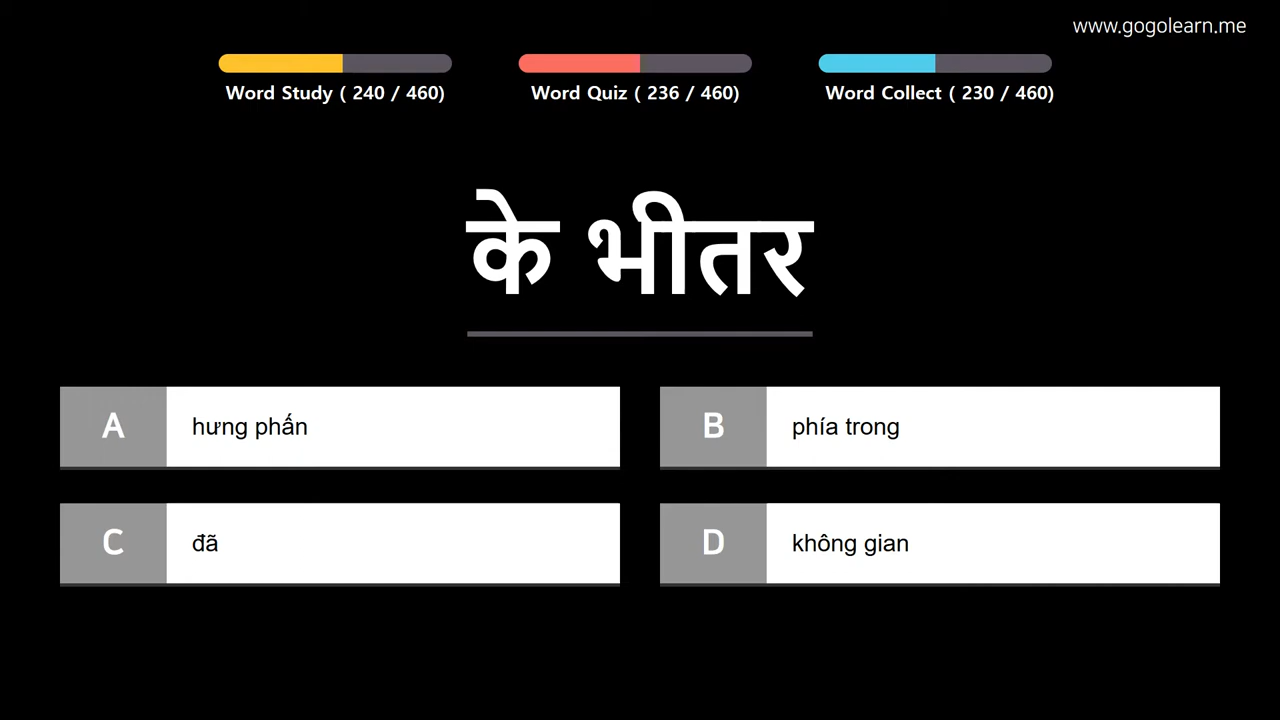 www.gogolearn.me
Word Study ( 240 / 460)
Word Quiz ( 236 / 460)
Word Collect ( 230 / 460)
के भीतर
A hưng phấn
B phía trong
C đã
D không gian